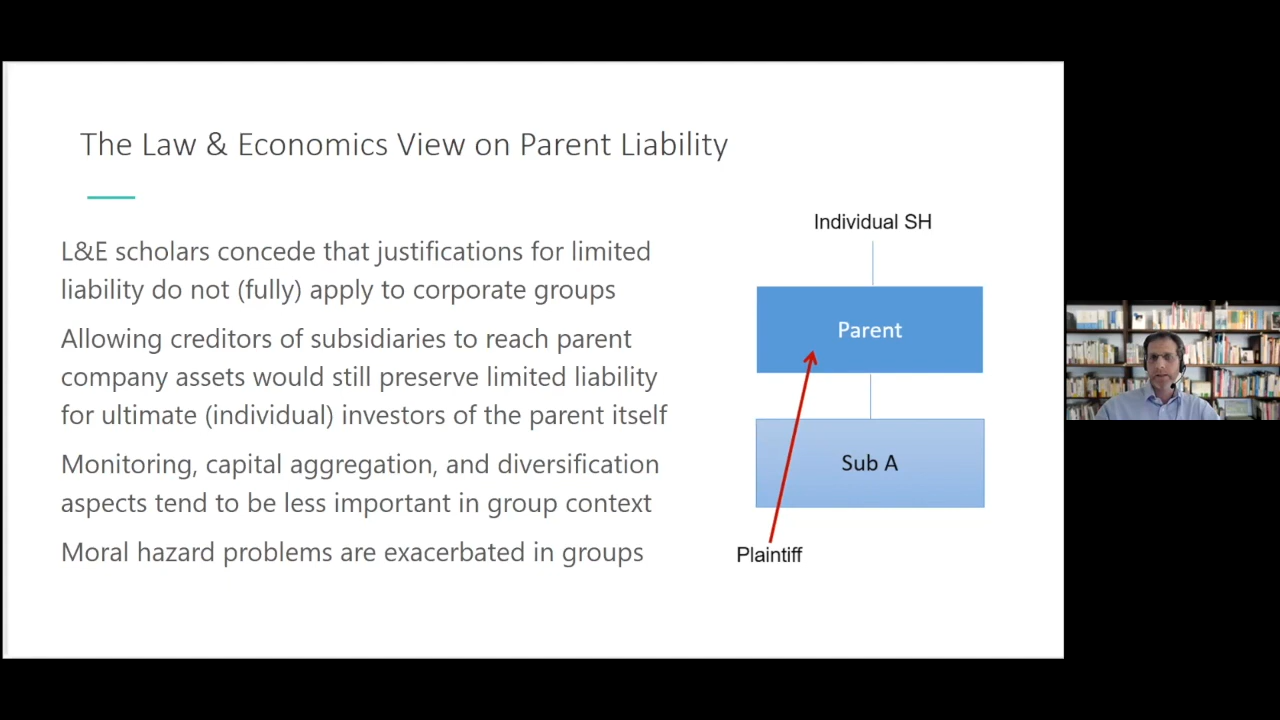 The Law & Economics View on Parent Liability
L&E scholars concede that justifications for limited
liability do not (fully) apply to corporate groups
Allowing creditors of subsidiaries to reach parent
company assets would still preserve limited liability
for ultimate (individual) investors of the parent itself
Monitoring, capital aggregation, and diversification
aspects tend to be less important in group context
Moral hazard problems are exacerbated in groups
Individual SH
Parent
Sub A
Plaintiff